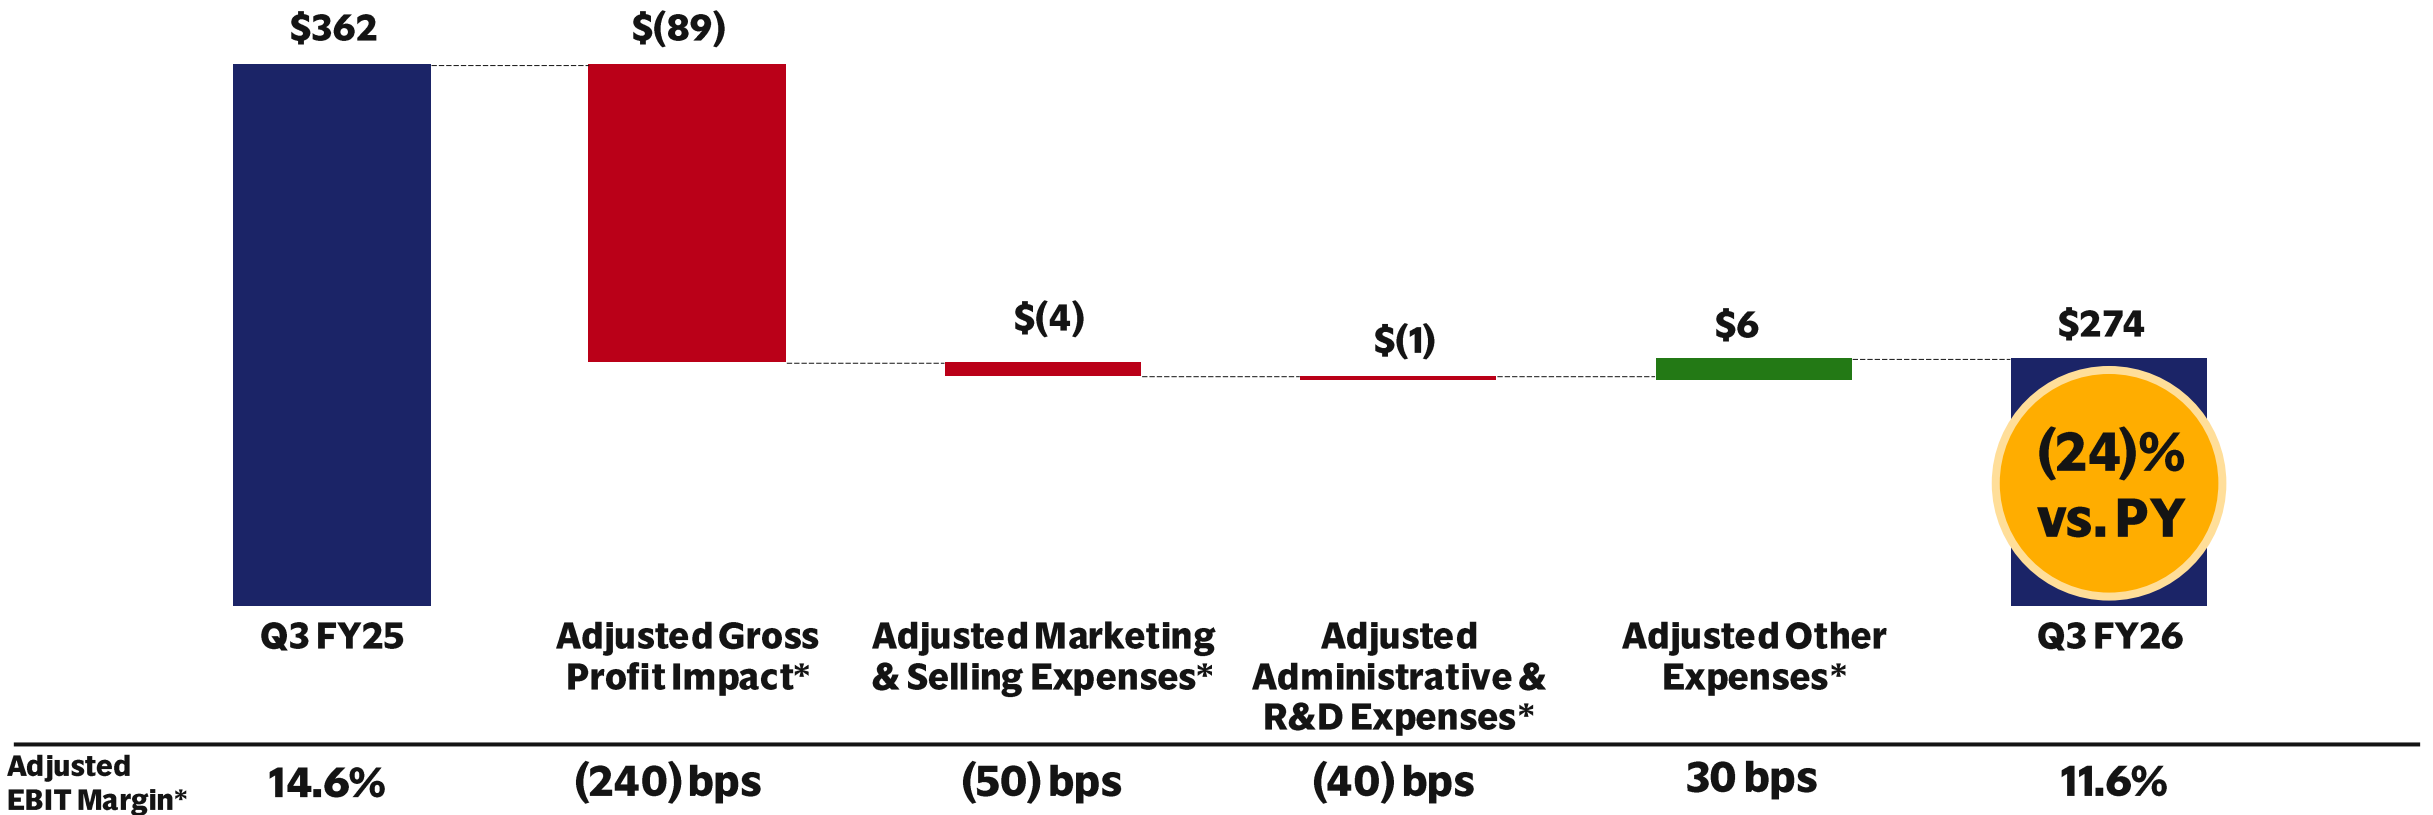 $362
$(89)
$(4)
$(1)
$6
$274
(24)%
vs. PY
Q3 FY25
Adjusted Gross
Profit Impact*
Adjusted Marketing
& Selling Expenses*
Adjusted
Administrative &
R&D Expenses*
Adjusted Other
Expenses*
Q3 FY26
Adjusted
EBIT Margin*
14.6%
(240) bps
(50) bps
(40) bps
30 bps
11.6%